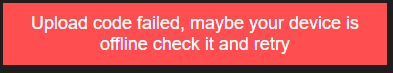 Upload code failed, maybe your device is
offline check it and retry